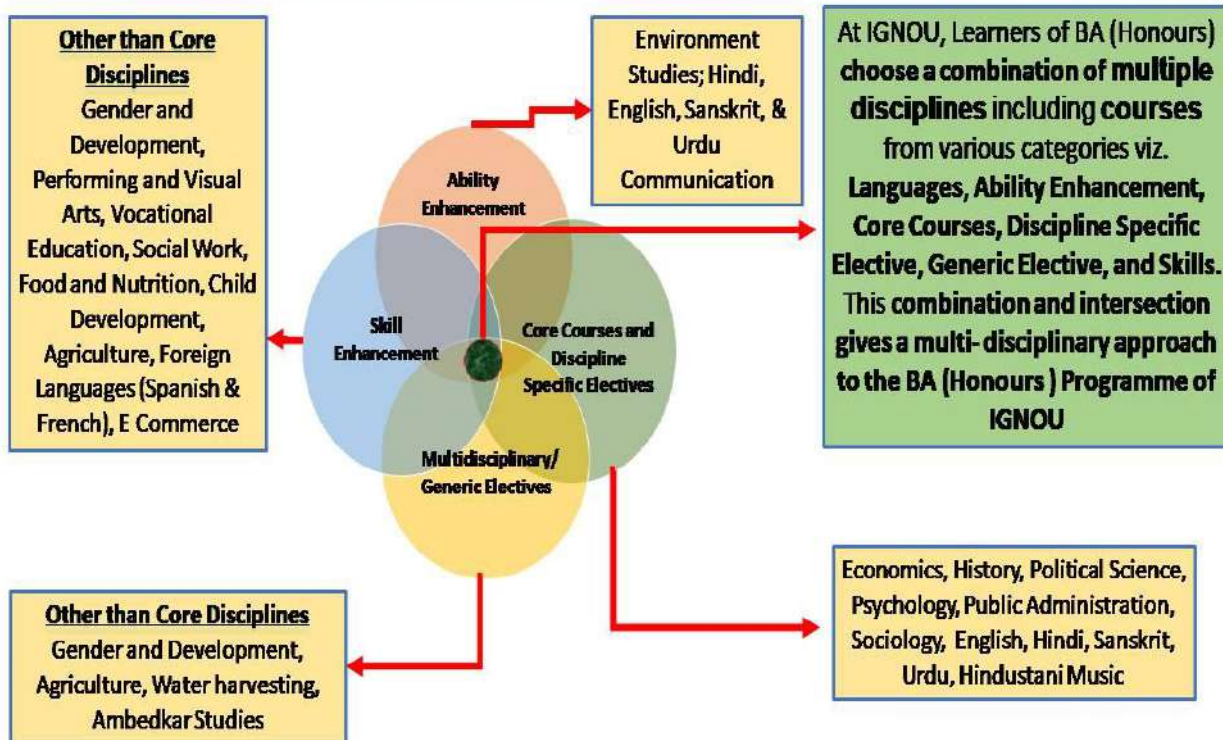 Other than Core
Disciplines
Gender and
Development,
Performing and Visual
Arts, Vocational
Education, Social Work,
Food and Nutrition, Child
Development,
Agriculture, Foreign
Languages (Spanish &
French), E Commerce
Environment
Studies; Hindi,
English, Sanskrit, &
Urdu
Communication
At IGNOU, Learners of BA (Honours)
choose a combination of multiple
disciplines including courses
from various categories viz.
Languages, Ability Enhancement,
Core Courses, Discipline Specific
Elective, Generic Elective, and Skills.
This combination and intersection
gives a multi- disciplinary approach
to the BA (Honours ) Programme of
IGNOU
Ability
Enhancement
Skill
Enhancement
Core Courses and
Discipline
Specific Electives
Multidisciplinary/
Generic Electives
Other than Core Disciplines
Gender and Development,
Agriculture, Water harvesting,
Ambedkar Studies
Economics, History, Political Science,
Psychology, Public Administration,
Sociology, English, Hindi, Sanskrit,
Urdu, Hindustani Music